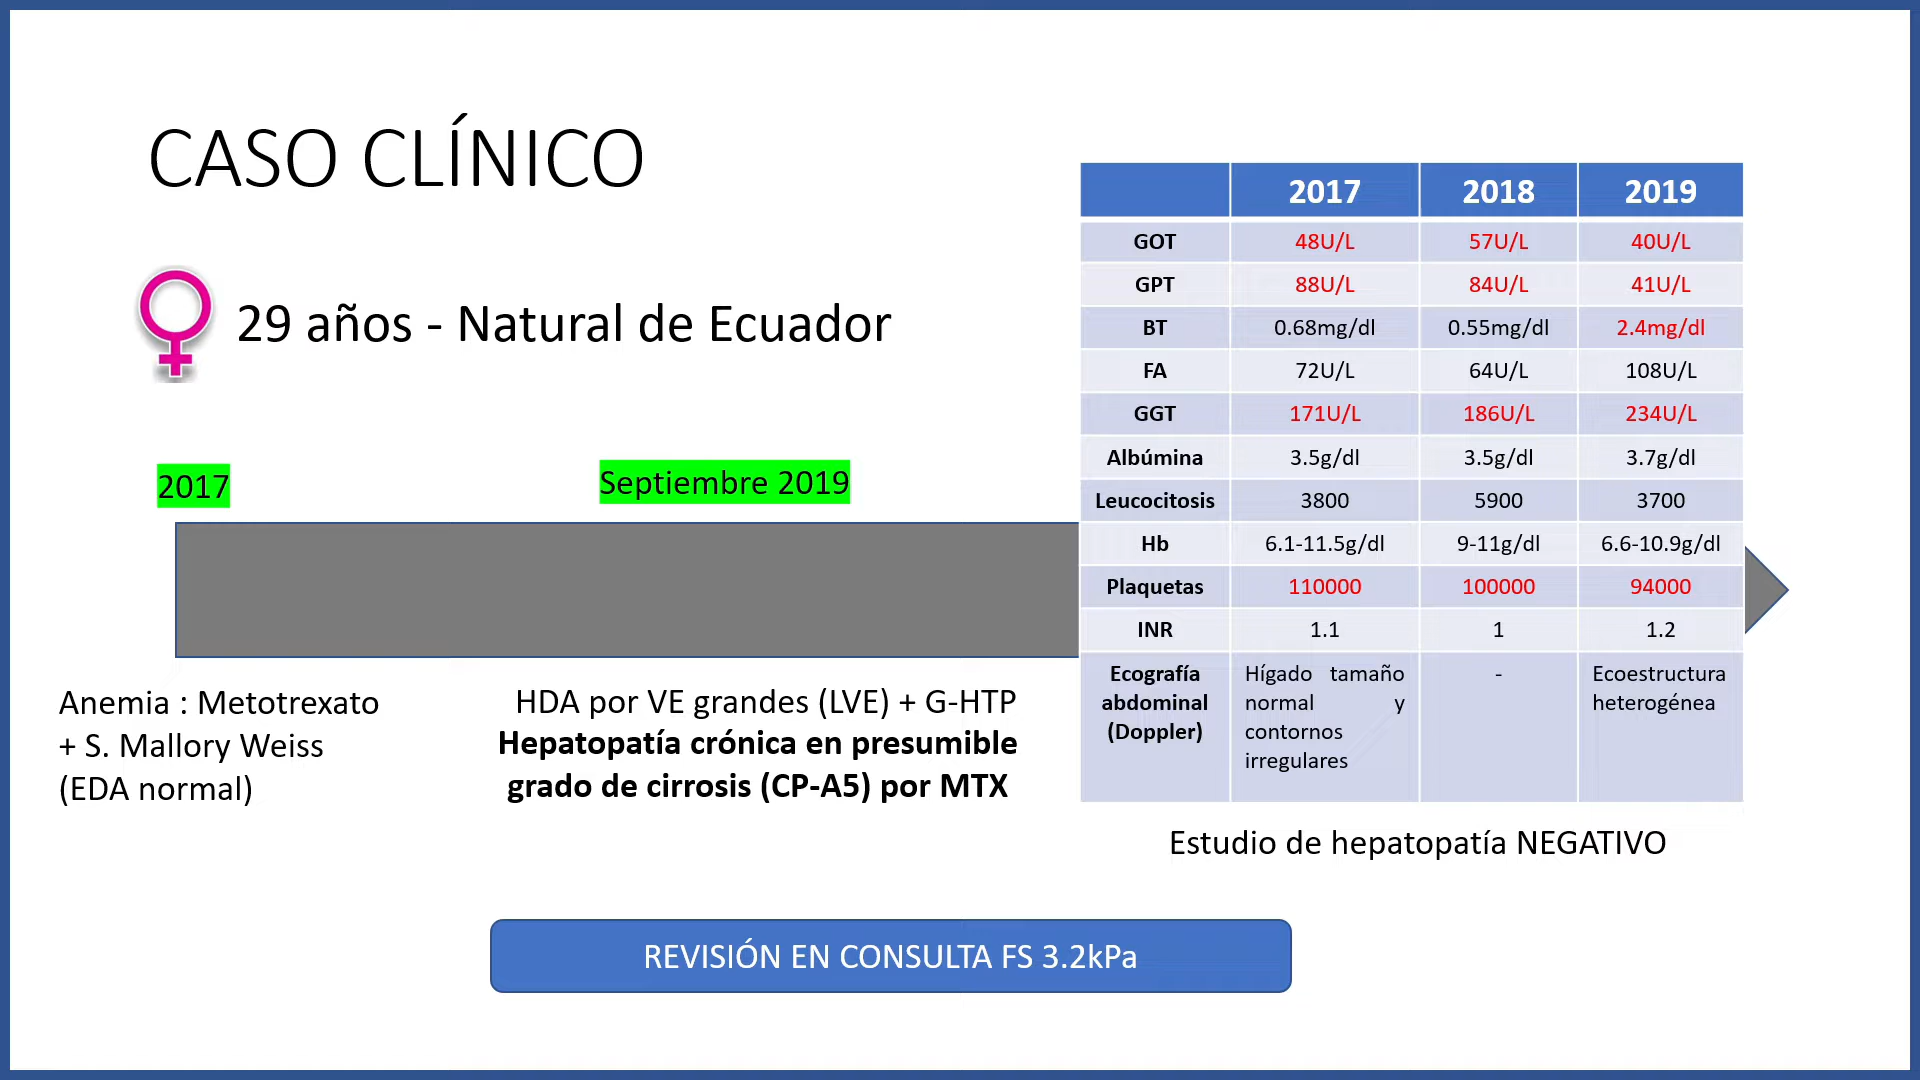 CASO CLÍNICO
29 años - Natural de Ecuador
2017
Septiembre 2019
Anemia : Metotrexato
+ S. Mallory Weiss
(EDA normal)
HDA por VE grandes (LVE) + G-HTP
Hepatopatía crónica en presumible
grado de cirrosis (CP-A5) por MTX
2017 2018 2019
GOT 48U/L 57U/L 40U/L
GPT 88U/L 84U/L 41U/L
BT 0.68mg/dl 0.55mg/dl 2.4mg/dl
FA 72U/L 64U/L 108U/L
GGT 171U/L 186U/L 234U/L
Albúmina 3.5g/dl 3.5g/dl 3.7g/dl
Leucocitosis 3800 5900 3700
Hb 6.1-11.5g/dl 9-11g/dl 6.6-10.9g/dl
Plaquetas 110000 100000 94000
INR 1.1 1 1.2
Ecografía Hígado tamaño - Ecoestructura
abdominal normal y heterogénea
(Doppler) contornos
irregulares
Estudio de hepatopatía NEGATIVO
REVISIÓN EN CONSULTA FS 3.2kPa